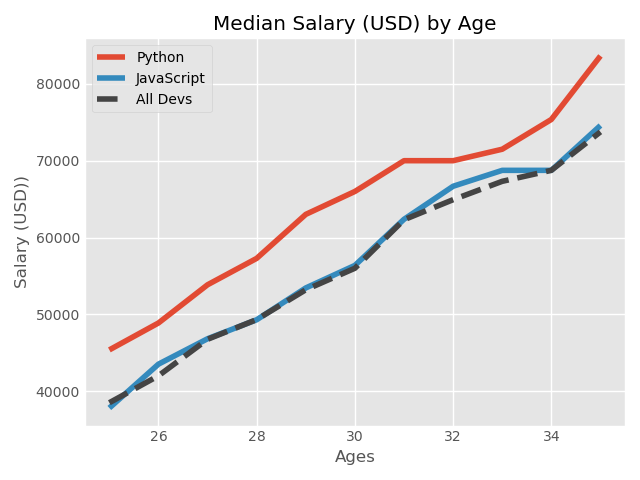 Median Salary (USD) by Age
Python
JavaScript
All Devs
80000
70000
60000
50000
40000
Salary (USD))
26 28 30 32 34
Ages